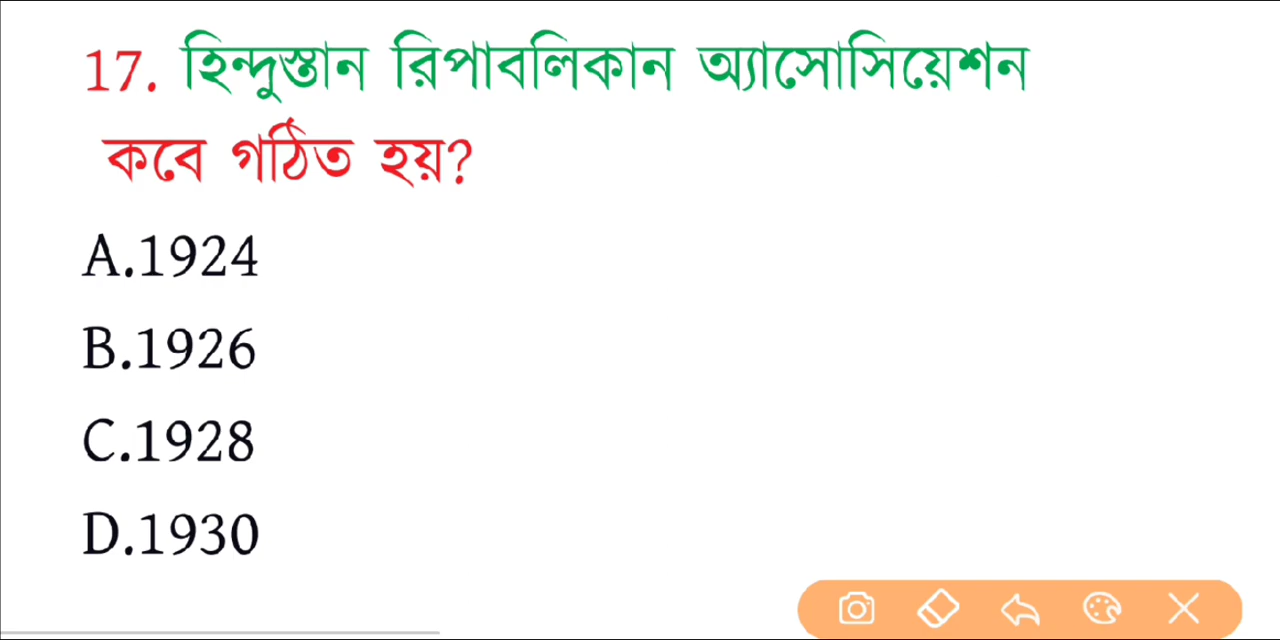 17. হিন্দুস্তান রিপাবলিকান অ্যাসোসিয়েশন
কবে গঠিত হয়?
A.1924
B.1926
C.1928
D.1930